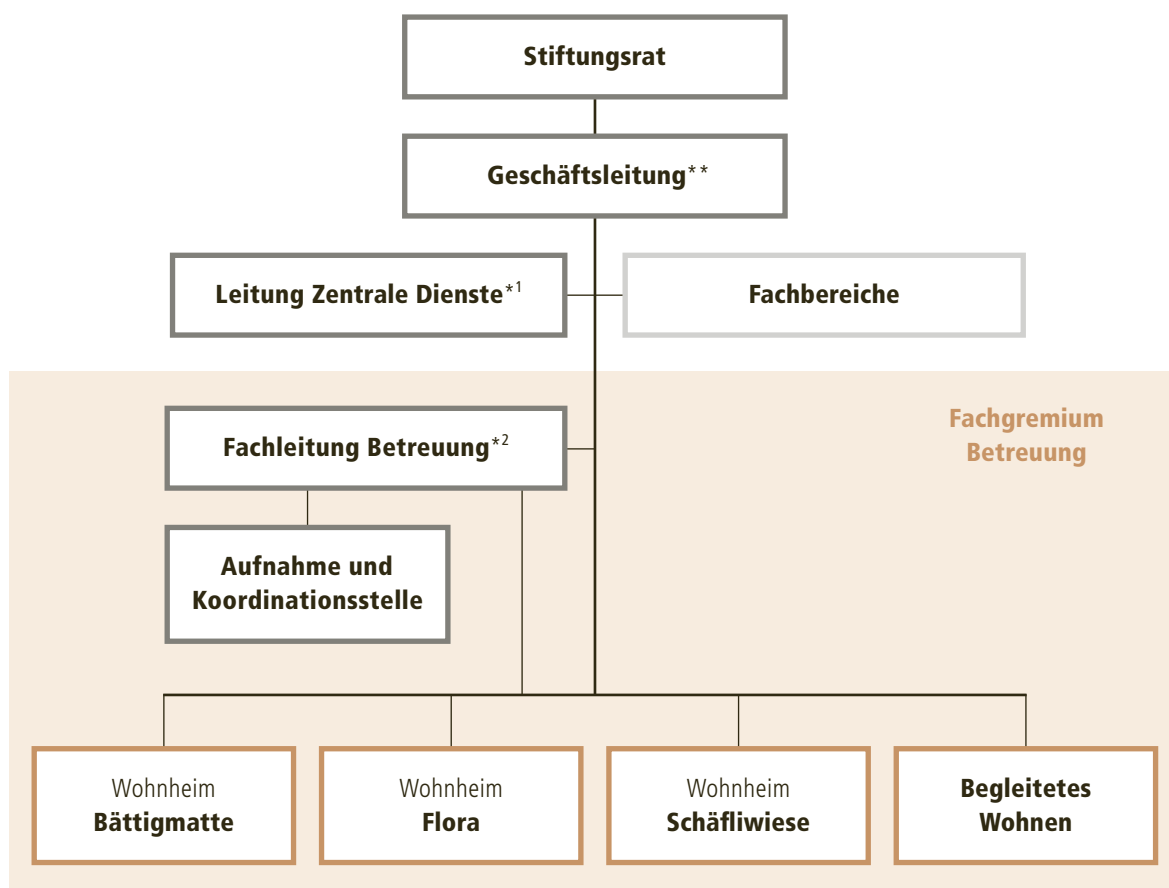 Stiftungsrat
Geschäftsleitung**
Leitung Zentrale Dienste*1
Fachbereiche
Fachgremium
Betreuung
Fachleitung Betreuung*2
Aufnahme und
Koordinationsstelle
Wohnheim
Bättigmatte
Wohnheim
Flora
Wohnheim
Schäfliwiese
Begleitetes
Wohnen